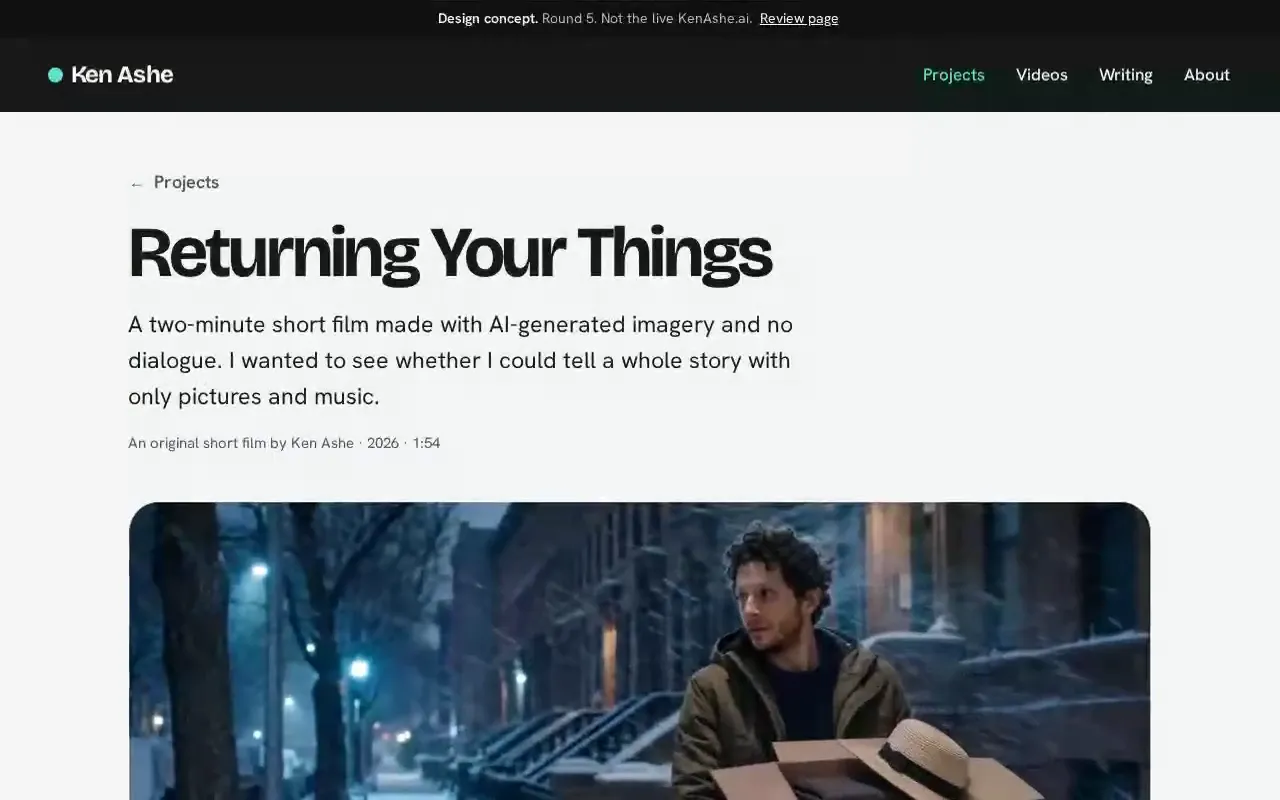 Design concept. Round 5. Not the live KenAshe.ai. Review page
Ken Ashe
Projects Videos Writing About
← Projects
Returning Your Things
A two-minute short film made with AI-generated imagery and no
dialogue. I wanted to see whether I could tell a whole story with
only pictures and music.
An original short film by Ken Ashe · 2026 · 1:54